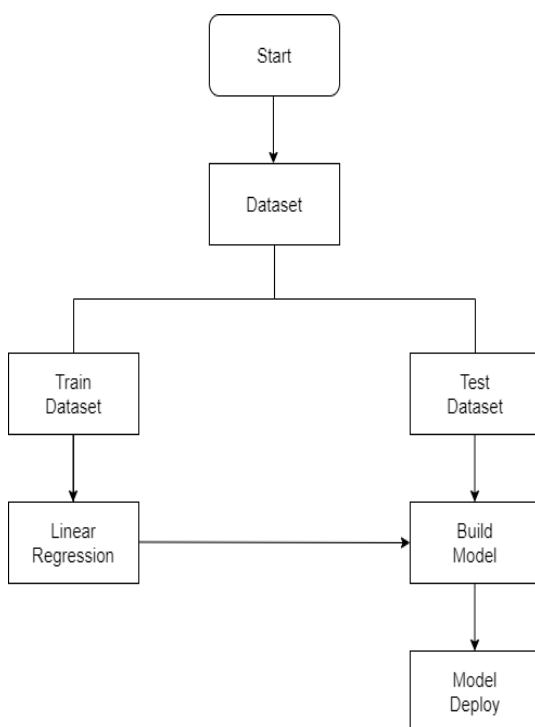 Start
Dataset
Train
Dataset
Test
Dataset
Linear
Regression
Build
Model
Model
Deploy